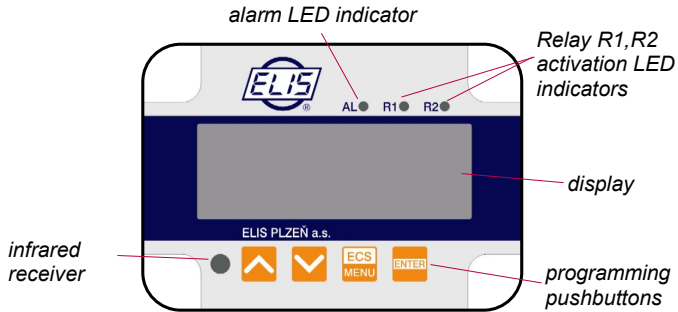 alarm LED indicator
Relay R1,R2
activation LED
indicators
ELIS
®
AL R1 R2
display
ELIS PLZEŇ a.s.
infrared
receiver
ECS
MENU
ENTER
programming
pushbuttons